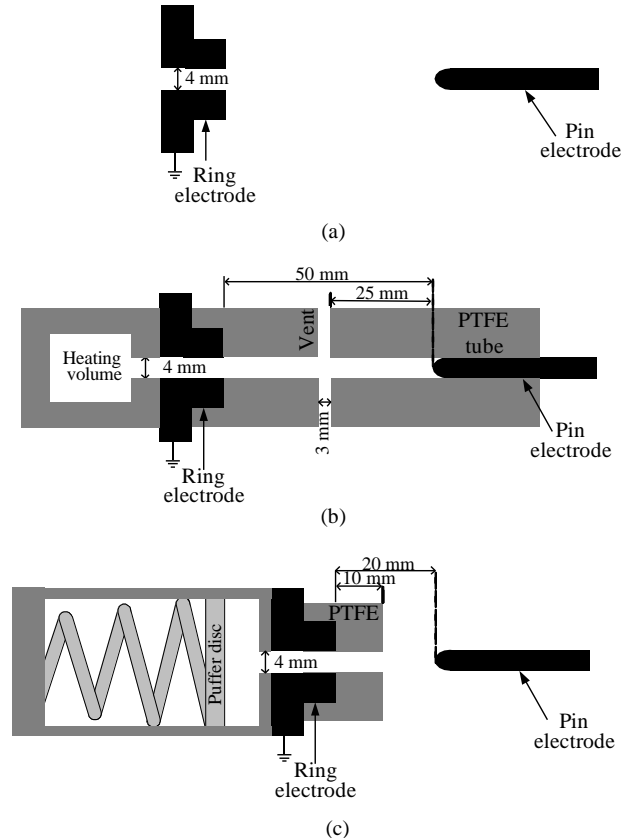 4 mm
Ring
electrode
Pin
electrode
(a)
50 mm
25 mm
Vent
PTFE
tube
Heating
volume
4 mm
3 mm
Ring
electrode
Pin
electrode
(b)
20 mm
10 mm
PTFE
Puffer disc
4 mm
Ring
electrode
Pin
electrode
(c)